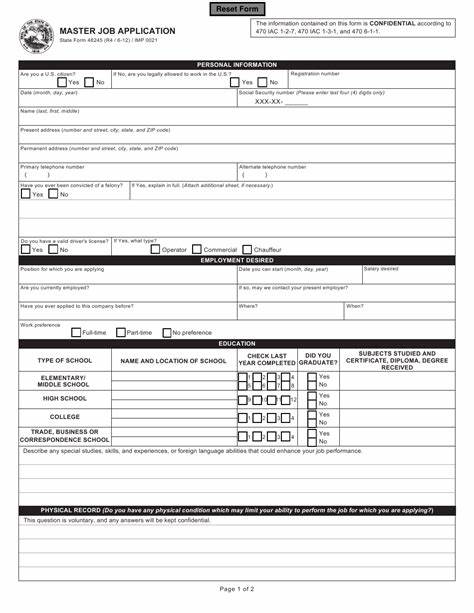 Reset Form
MASTER JOB APPLICATION
State Form 46245 (R4 / 6-12) / IMP 0021
The information contained on this form is CONFIDENTIAL according to
470 IAC 1-2-7, 470 IAC 1-3-1, and 470 6-1-1.
PERSONAL INFORMATION
Are you a U.S. citizen? If No, are you legally allowed to work in the U.S.? Registration number
Yes No Yes No
Date (month, day, year) Social Security number (Please enter last four (4) digits only)
XXX-XX-
Name (last, first, middle)
Present address (number and street, city, state, and ZIP code)
Permanent address (number and street, city, state, and ZIP code)
Primary telephone number Alternate telephone number
( ) ( )
Have you ever been convicted of a felony? If Yes, explain in full. (Attach additional sheet, if necessary.)
Yes No
Do you have a valid driver's license? If Yes, what type?
Yes No Operator Commercial Chauffeur
EMPLOYMENT DESIRED
Position for which you are applying Date you can start (month, day, year) Salary desired
Are you currently employed? If so, may we contact your present employer?
Have you ever applied to this company before? Where? When?
Work preference
Full-time Part-time No preference
EDUCATION
TYPE OF SCHOOL NAME AND LOCATION OF SCHOOL CHECK LAST YEAR COMPLETED DID YOU GRADUATE? SUBJECTS STUDIED AND CERTIFICATE, DIPLOMA, DEGREE RECEIVED
ELEMENTARY/ 1 2 3 4 Yes
MIDDLE SCHOOL 5 6 7 8 No
HIGH SCHOOL 9 10 11 12 Yes
No
COLLEGE 1 2 3 4 Yes
No
TRADE, BUSINESS OR 1 2 3 4 Yes
CORRESPONDENCE SCHOOL No
Describe any special studies, skills, and experiences, or foreign language abilities that could enhance your job performance.
PHYSICAL RECORD (Do you have any physical condition which may limit your ability to perform the job for which you are applying?)
This question is voluntary, and any answers will be kept confidential.
Page 1 of 2